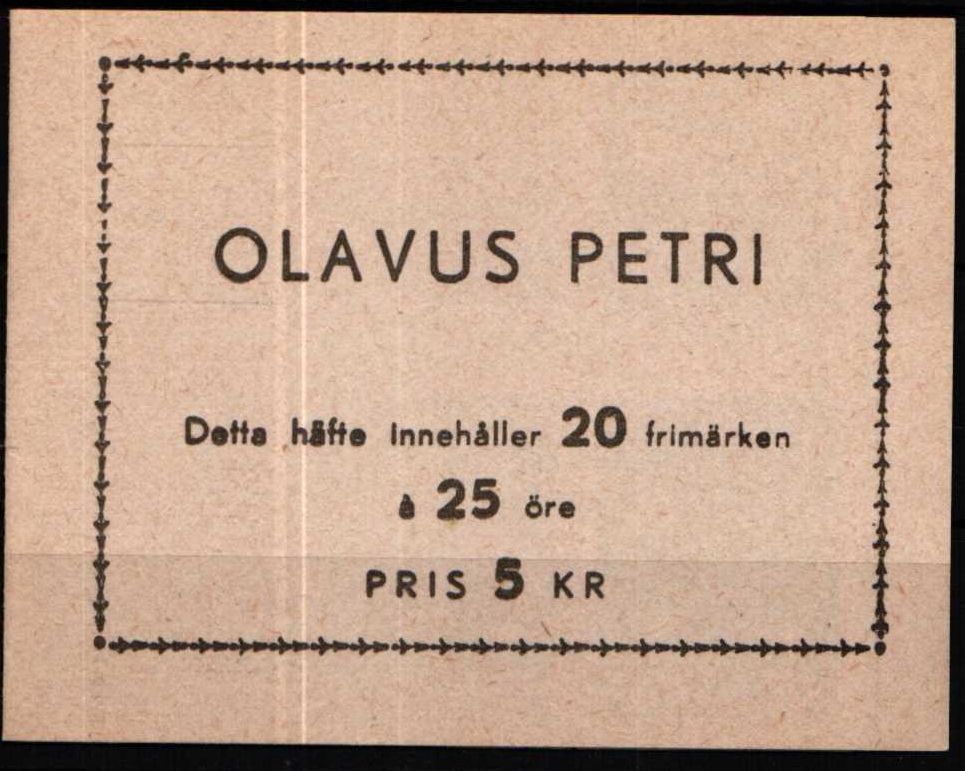 OLAVUS PETRI
Detta häfte innehåller 20 frimärken
à 25 öre
PRIS 5 KR